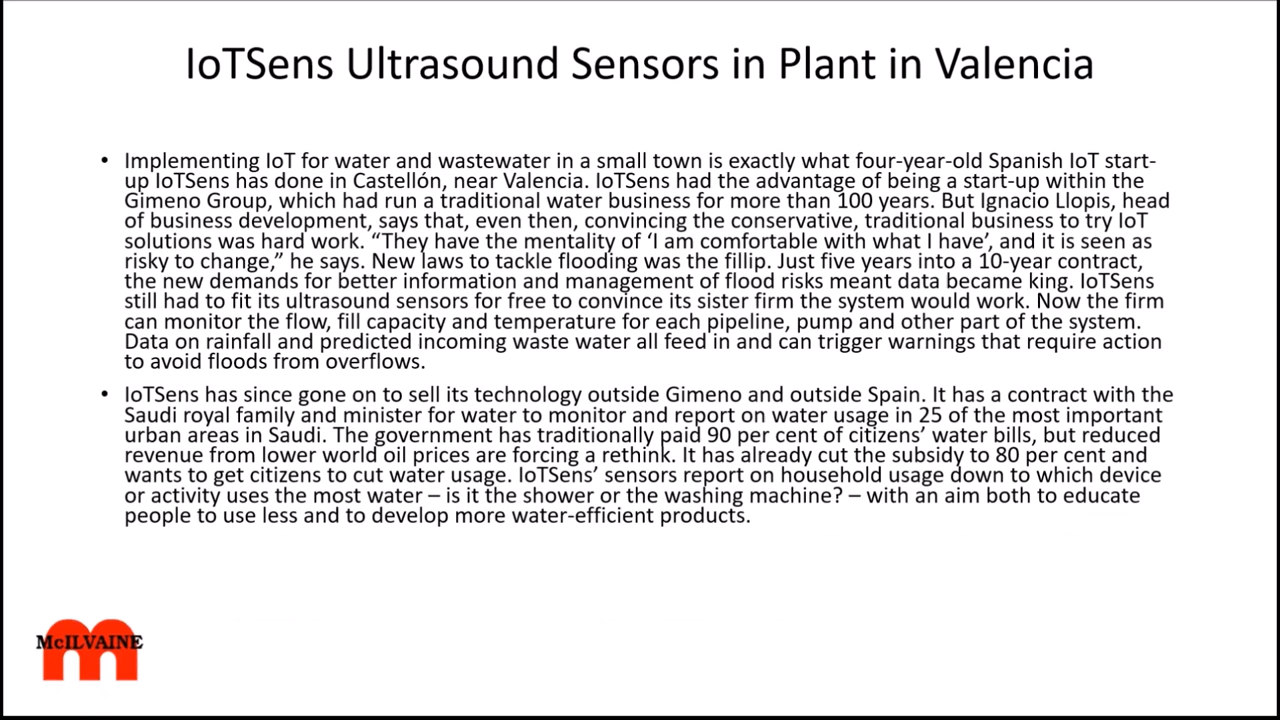 IoTSens Ultrasound Sensors in Plant in Valencia
• Implementing IoT for water and wastewater in a small town is exactly what four-year-old Spanish IoT start-
up IoTSens has done in Castellón, near Valencia. IoTSens had the advantage of being a start-up within the
Gimeno Group, which had run a traditional water business for more than 100 years. But Ignacio Llopis, head
of business development, says that, even then, convincing the conservative, traditional business to try IoT
solutions was hard work. “They have the mentality of ‘I am comfortable with what I have’, and it is seen as
risky to change,” he says. New laws to tackle flooding was the fillip. Just five years into a 10-year contract,
the new demands for better information and management of flood risks meant data became king. IoTSens
still had to fit its ultrasound sensors for free to convince its sister firm the system would work. Now the firm
can monitor the flow, fill capacity and temperature for each pipeline, pump and other part of the system.
Data on rainfall and predicted incoming waste water all feed in and can trigger warnings that require action
to avoid floods from overflows.
• IoTSens has since gone on to sell its technology outside Gimeno and outside Spain. It has a contract with the
Saudi royal family and minister for water to monitor and report on water usage in 25 of the most important
urban areas in Saudi. The government has traditionally paid 90 per cent of citizens’ water bills, but reduced
revenue from lower world oil prices are forcing a rethink. It has already cut the subsidy to 80 per cent and
wants to get citizens to cut water usage. IoTSens’ sensors report on household usage down to which device
or activity uses the most water – is it the shower or the washing machine? – with an aim both to educate
people to use less and to develop more water-efficient products.
McILVAINE